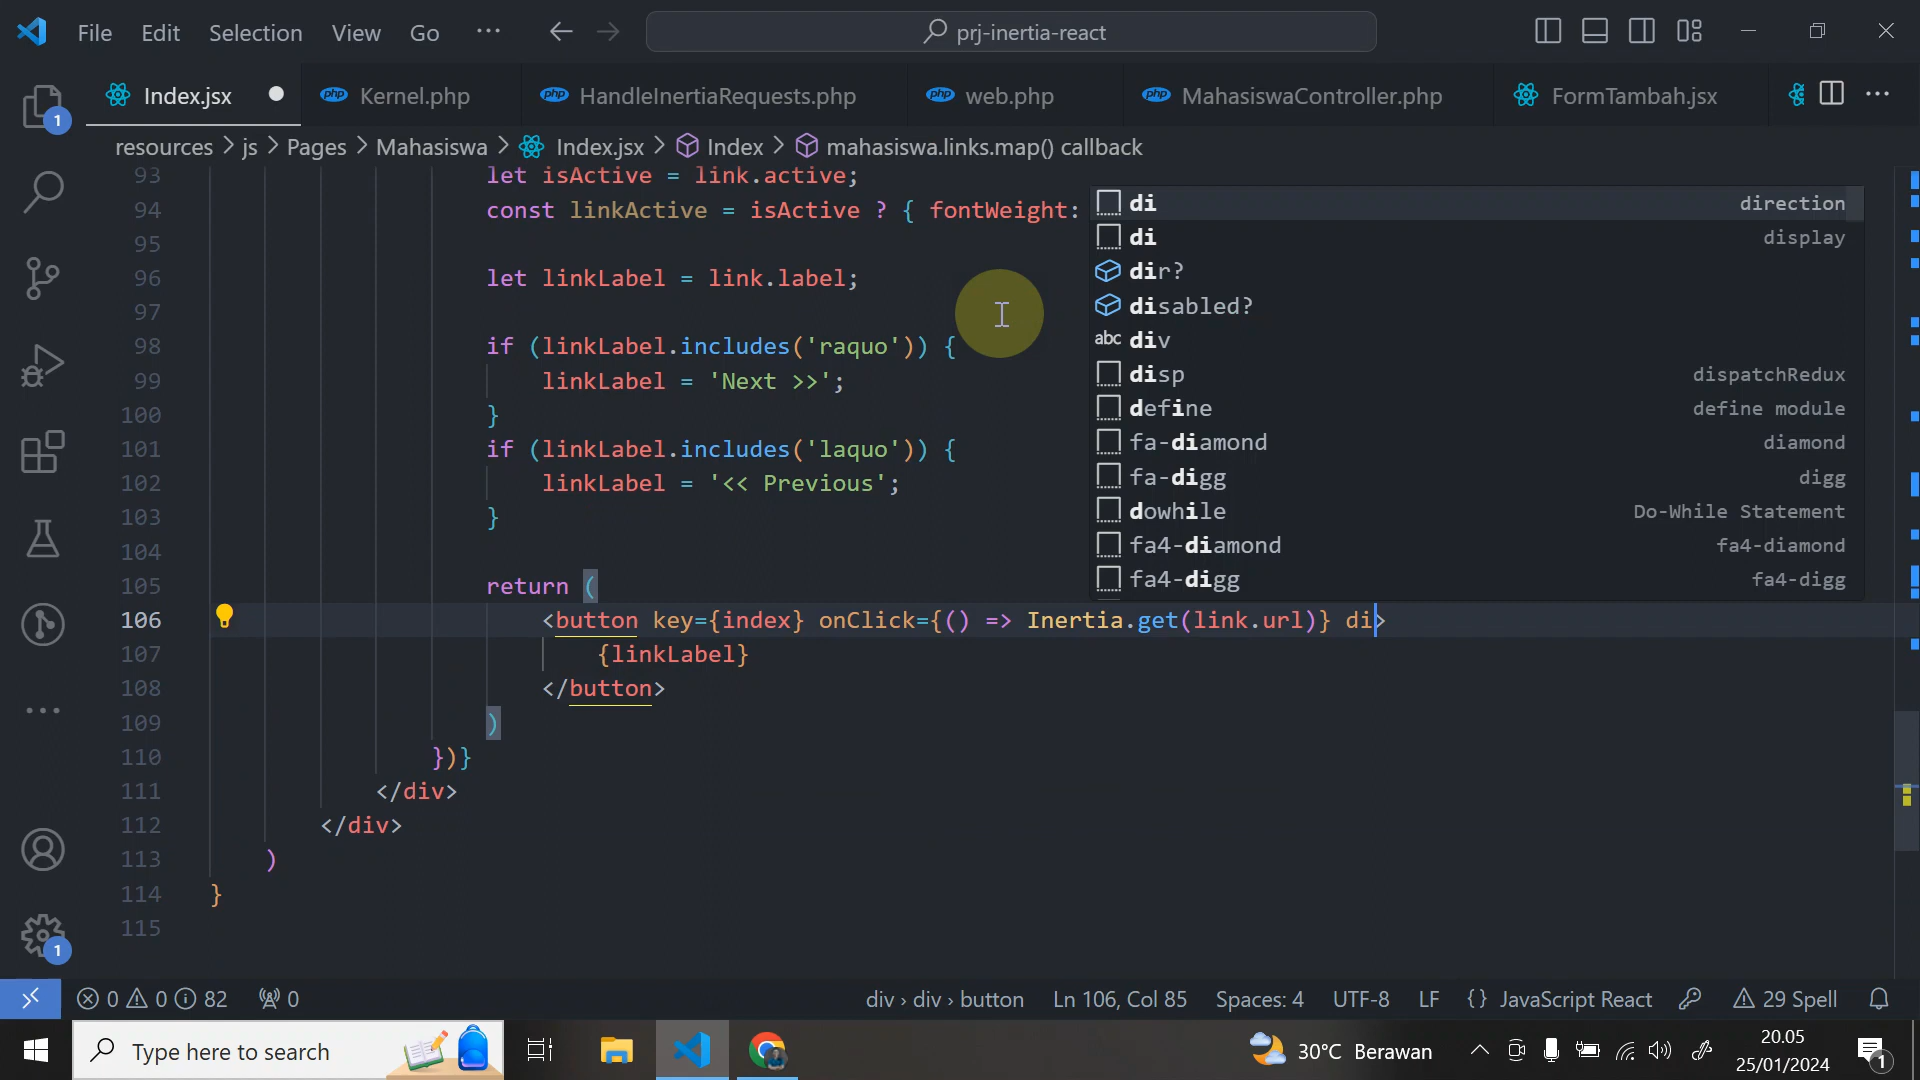 File Edit Selection View Go ··· prj-inertia-react
Index.jsx Kernel.php HandleInertiaRequests.php web.php MahasiswaController.php FormTambah.jsx
resources > js > Pages > Mahasiswa > Index.jsx > Index > mahasiswa.links.map() callback
93 let isActive = link.active;
94 const linkActive = isActive ? { fontWeight:
95
96 let linkLabel = link.label;
97
98 if (linkLabel.includes('raquo')) {
99 linkLabel = 'Next >>';
100 }
101 if (linkLabel.includes('laquo')) {
102 linkLabel = '<< Previous';
103 }
104
105 return (
106 <button key={index} onClick={() => Inertia.get(link.url)} di>
107 {linkLabel}
108 </button>
109 )
110 })}
111 </div>
112 </div>
113 )
114 }
115
di direction
di display
dir?
disabled?
abc div
disp dispatchRedux
define define module
fa-diamond diamond
fa-digg digg
dowhile Do-While Statement
fa4-diamond fa4-diamond
fa4-digg fa4-digg
1
1
0 0 82 0 div › div › button Ln 106, Col 85 Spaces: 4 UTF-8 LF {} JavaScript React 29 Spell
Type here to search 30°C Berawan 20.05
25/01/2024 1